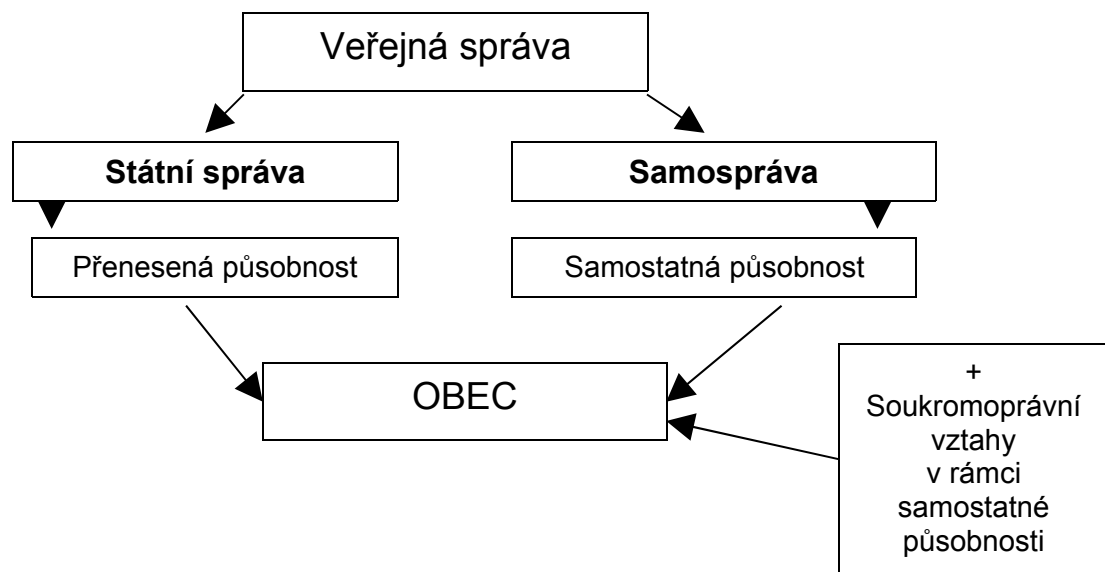 Veřejná správa
Státní správa
Samospráva
Přenesená působnost
Samostatná působnost
OBEC
+
Soukromoprávní
vztahy
v rámci
samostatné
působnosti